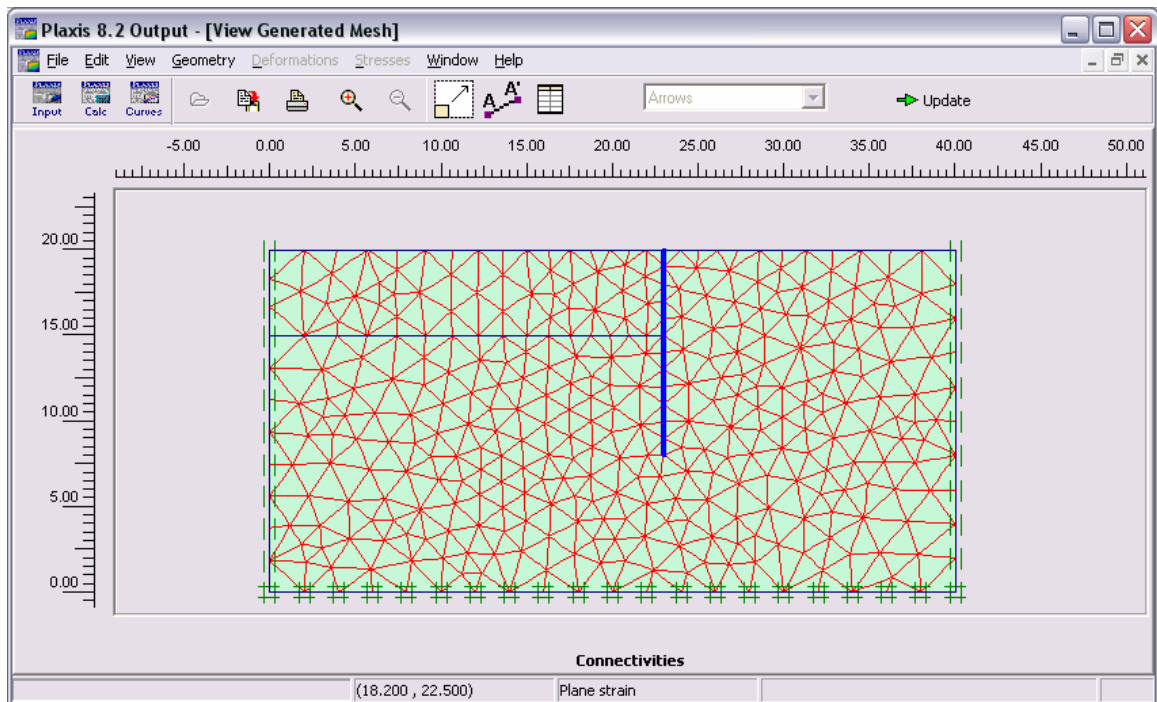 Plaxis 8.2 Output - [View Generated Mesh]
File Edit View Geometry Deformations Stresses Window Help
Input Calc Curves Arrows Update
-5.00 0.00 5.00 10.00 15.00 20.00 25.00 30.00 35.00 40.00 45.00 50.00
20.00
15.00
10.00
5.00
0.00
Connectivities
(18.200 , 22.500) Plane strain